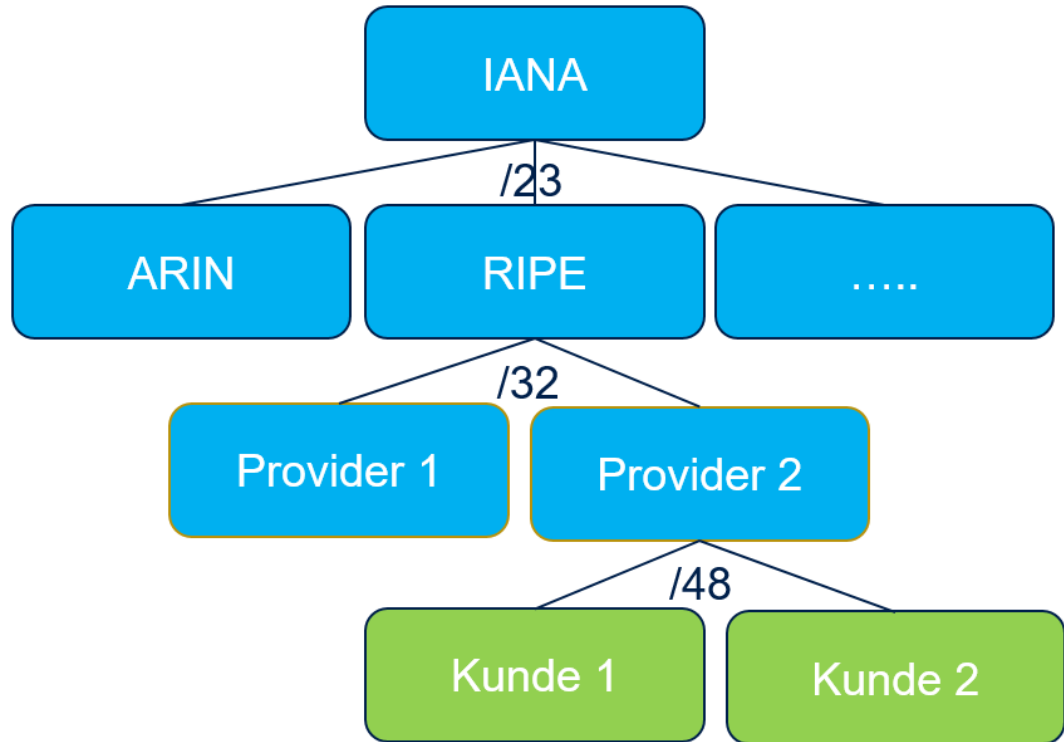 IANA
/23
ARIN
RIPE
…..
/32
Provider 1
Provider 2
/48
Kunde 1
Kunde 2